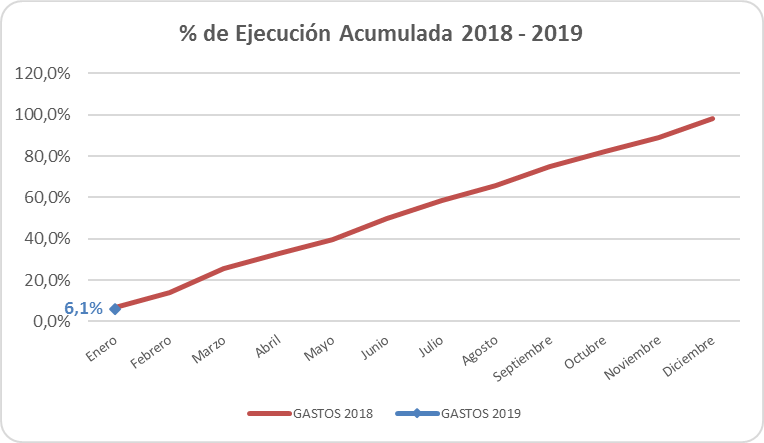 % de Ejecución Acumulada 2018 - 2019
120,0%
100,0%
80,0%
60,0%
40,0%
20,0%
0,0%
6,1%
Enero
Febrero
Marzo
Abril
Mayo
Junio
Julio
Agosto
Septiembre
Octubre
Noviembre
Diciembre
GASTOS 2018
GASTOS 2019